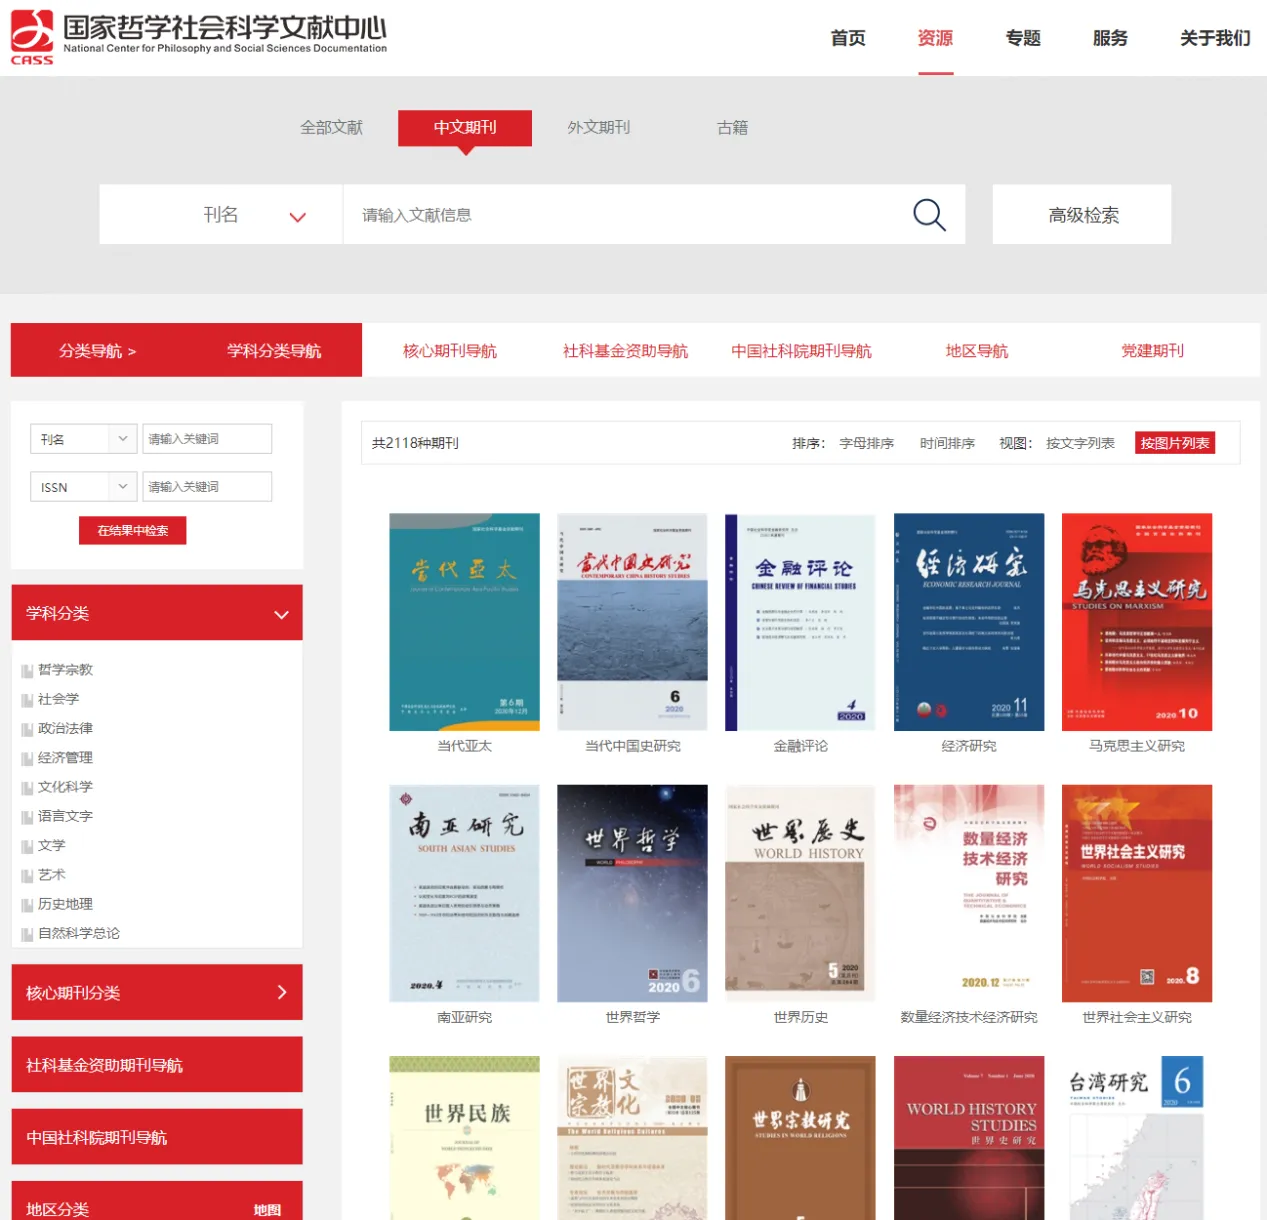 国家哲学社会科学文献中心
National Center for Philosophy and Social Sciences Documentation
CASS
首页 资源 专题 服务 关于我们
全部文献 中文期刊 外文期刊 古籍
刊名 请输入文献信息 高级检索
分类导航 > 学科分类导航 核心期刊导航 社科基金资助导航 中国社科院期刊导航 地区导航 党建期刊
刊名 请输入关键词
ISSN 请输入关键词
在结果中检索
学科分类
哲学宗教
社会学
政治法律
经济管理
文化科学
语言文字
文学
艺术
历史地理
自然科学总论
核心期刊分类
社科基金资助期刊导航
中国社科院期刊导航
地区分类 地图
共2118种期刊 排序： 字母排序 时间排序 视图： 按文字列表 按图片列表
当代亚太
第6期
2020年12月
当代亚太
当代中国史研究
CONTEMPORARY CHINA HISTORY STUDIES
6
2020
当代中国史研究
金融评论
CHINESE REVIEW OF FINANCIAL STUDIES
4
2020
金融评论
经济研究
ECONOMIC RESEARCH JOURNAL
2020 11
经济研究
马克思主义研究
STUDIES ON MARXISM
2020 10
马克思主义研究
南亚研究
SOUTH ASIAN STUDIES
2020.4
南亚研究
世界哲学
WORLD PHILOSOPHY
2020 6
世界哲学
世界历史
WORLD HISTORY
5 2020
世界历史
数量经济
技术经济
研究
THE JOURNAL OF
QUANTITATIVE &
TECHNICAL ECONOMICS
2020.12
数量经济技术经济研究
世界社会主义研究
WORLD SOCIALISM STUDIES
2020. 8
世界社会主义研究
世界民族
世界宗教文化
The World Religious Cultures
世界宗教研究
STUDIES IN WORLD RELIGIONS
Volume 7 Number 1 June 2020
WORLD HISTORY
STUDIES
世界史研究
台湾研究
TAIWAN STUDIES
6
2020